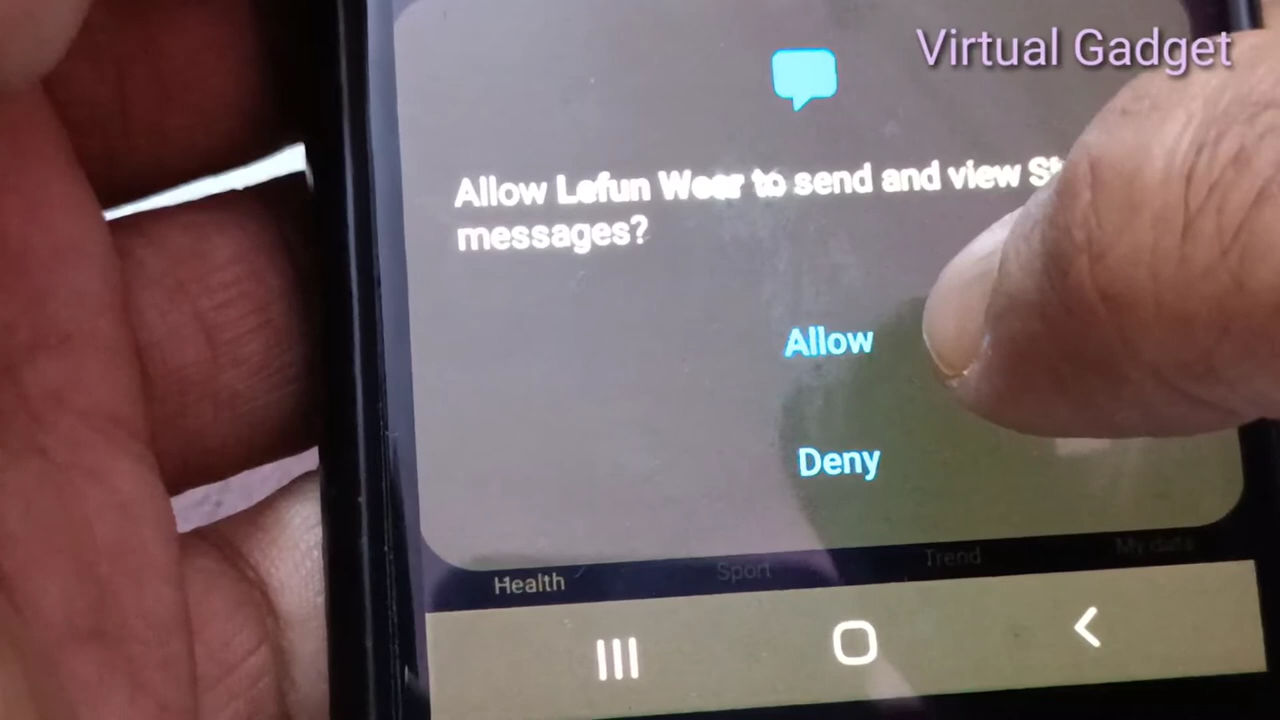 Virtual Gadget
Allow Lefun Wear to send and view
messages?
Allow
Deny
Health Sport Trend My data